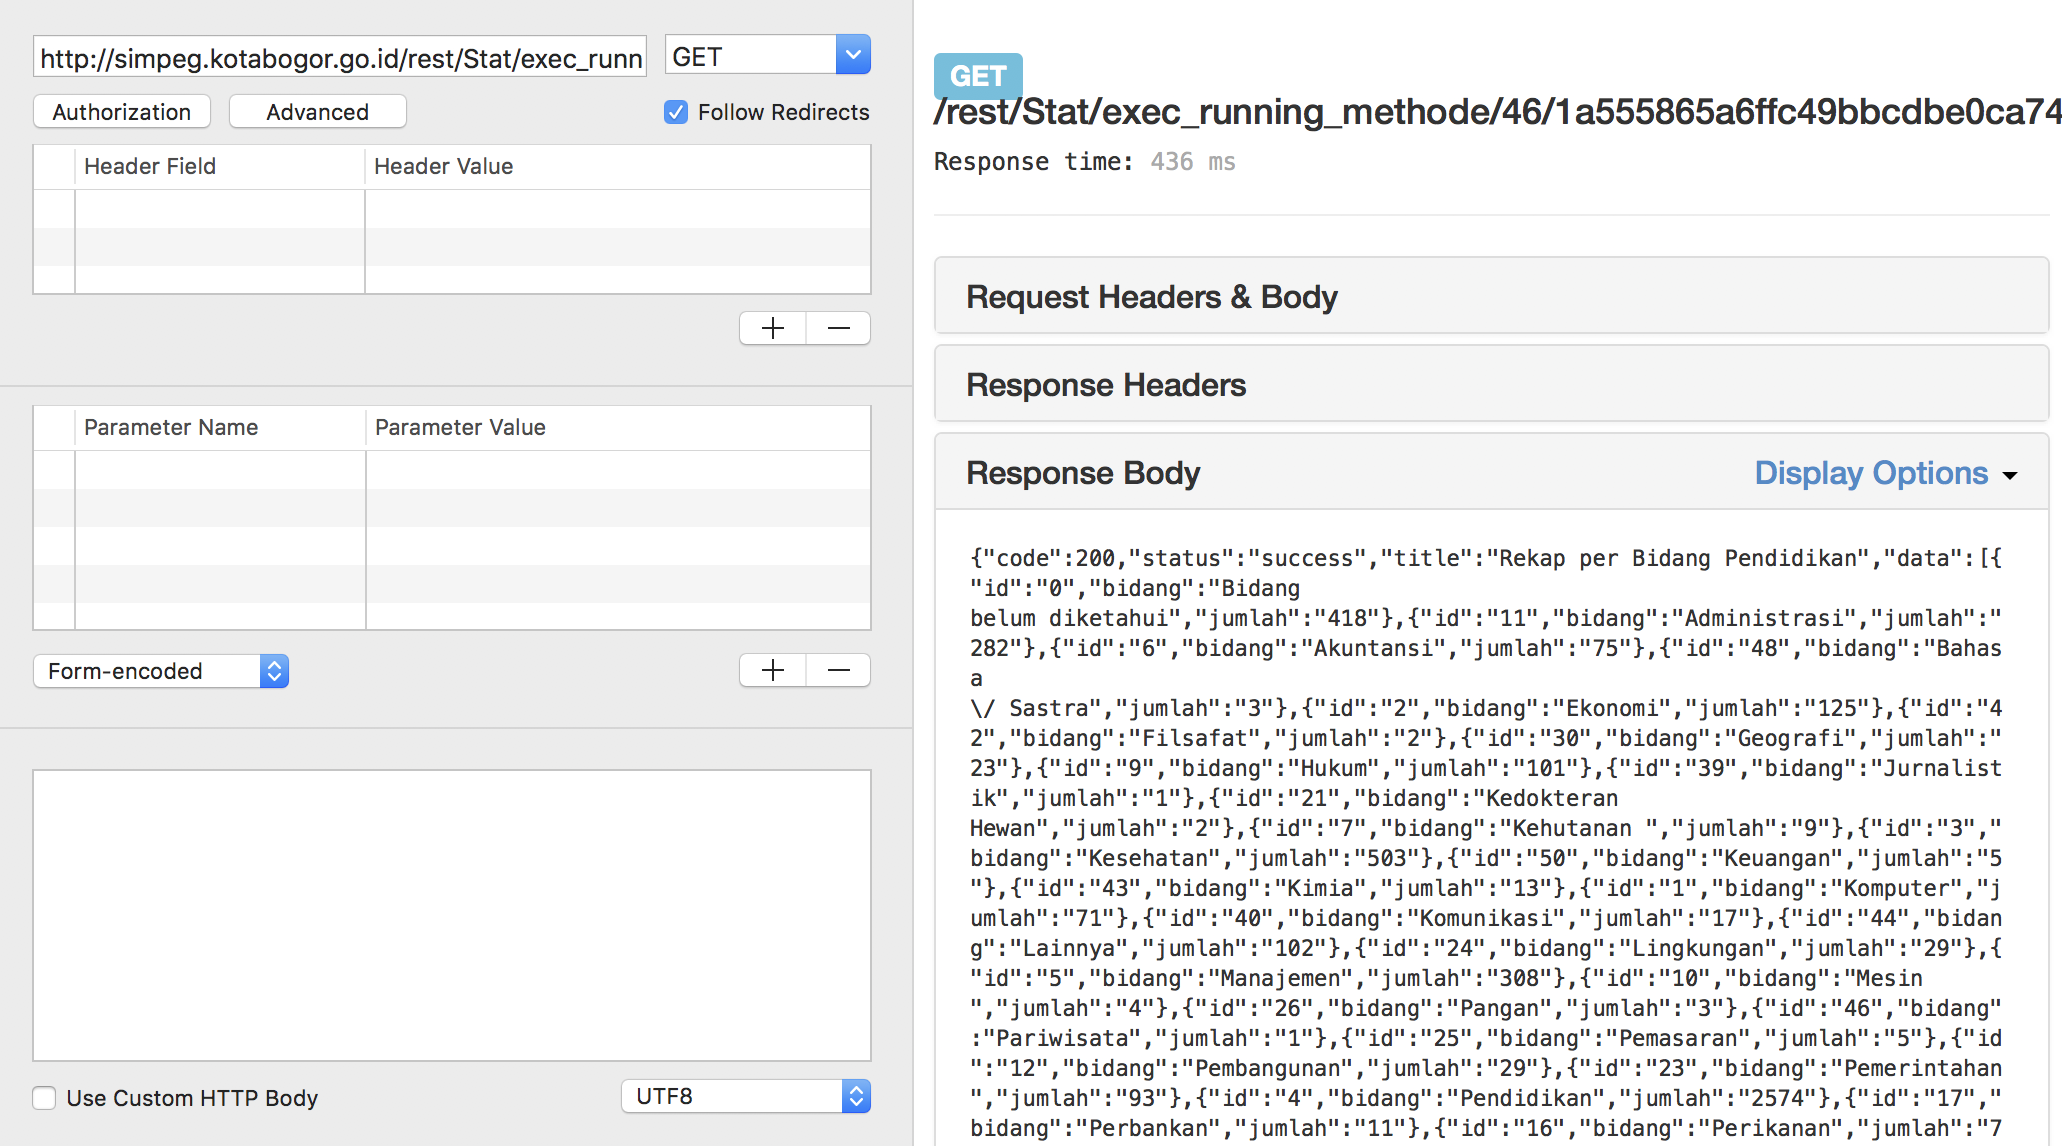 http://simpeg.kotabogor.go.id/rest/Stat/exec_runn
GET
Authorization
Advanced
Follow Redirects
Header Field
Header Value
Parameter Name
Parameter Value
Form-encoded
Use Custom HTTP Body
UTF8
GET
/rest/Stat/exec_running_methode/46/1a555865a6ffc49bbcdbe0ca74
Response time: 436 ms
Request Headers & Body
Response Headers
Response Body
Display Options
{"code":200,"status":"success","title":"Rekap per Bidang Pendidikan","data":[{
"id":"0","bidang":"Bidang
belum diketahui","jumlah":"418"},{"id":"11","bidang":"Administrasi","jumlah":"
282"},{"id":"6","bidang":"Akuntansi","jumlah":"75"},{"id":"48","bidang":"Bahas
a
\/ Sastra","jumlah":"3"},{"id":"2","bidang":"Ekonomi","jumlah":"125"},{"id":"4
2","bidang":"Filsafat","jumlah":"2"},{"id":"30","bidang":"Geografi","jumlah":"
23"},{"id":"9","bidang":"Hukum","jumlah":"101"},{"id":"39","bidang":"Jurnalist
ik","jumlah":"1"},{"id":"21","bidang":"Kedokteran
Hewan","jumlah":"2"},{"id":"7","bidang":"Kehutanan ","jumlah":"9"},{"id":"3","
bidang":"Kesehatan","jumlah":"503"},{"id":"50","bidang":"Keuangan","jumlah":"5
"},{"id":"43","bidang":"Kimia","jumlah":"13"},{"id":"1","bidang":"Komputer","j
umlah":"71"},{"id":"40","bidang":"Komunikasi","jumlah":"17"},{"id":"44","bidan
g":"Lainnya","jumlah":"102"},{"id":"24","bidang":"Lingkungan","jumlah":"29"},{
"id":"5","bidang":"Manajemen","jumlah":"308"},{"id":"10","bidang":"Mesin
","jumlah":"4"},{"id":"26","bidang":"Pangan","jumlah":"3"},{"id":"46","bidang"
:"Pariwisata","jumlah":"1"},{"id":"25","bidang":"Pemasaran","jumlah":"5"},{"id
":"12","bidang":"Pembangunan","jumlah":"29"},{"id":"23","bidang":"Pemerintahan
","jumlah":"93"},{"id":"4","bidang":"Pendidikan","jumlah":"2574"},{"id":"17","
bidang":"Perbankan","jumlah":"11"},{"id":"16","bidang":"Perikanan","jumlah":"7